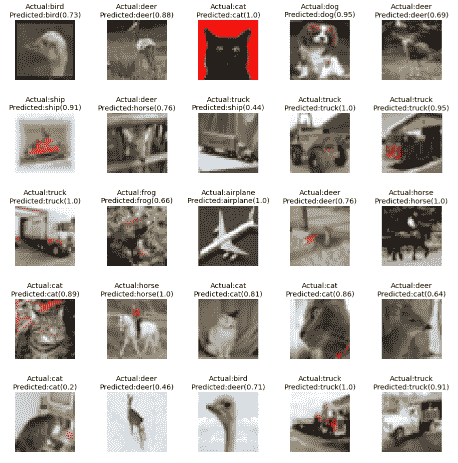 Actual:bird
Predicted:bird(0.73)
Actual:deer
Predicted:deer(0.88)
Actual:cat
Predicted:cat(1.0)
Actual:dog
Predicted:dog(0.95)
Actual:deer
Predicted:deer(0.69)
Actual:ship
Predicted:ship(0.91)
Actual:deer
Predicted:horse(0.76)
Actual:truck
Predicted:ship(0.44)
Actual:truck
Predicted:truck(1.0)
Actual:truck
Predicted:truck(0.95)
Actual:truck
Predicted:truck(1.0)
Actual:frog
Predicted:frog(0.66)
Actual:airplane
Predicted:airplane(1.0)
Actual:deer
Predicted:deer(0.76)
Actual:horse
Predicted:horse(1.0)
Actual:cat
Predicted:cat(0.89)
Actual:horse
Predicted:horse(1.0)
Actual:cat
Predicted:cat(0.81)
Actual:cat
Predicted:cat(0.86)
Actual:deer
Predicted:cat(0.64)
Actual:cat
Predicted:cat(0.2)
Actual:deer
Predicted:deer(0.46)
Actual:bird
Predicted:deer(0.71)
Actual:truck
Predicted:truck(1.0)
Actual:truck
Predicted:truck(0.91)